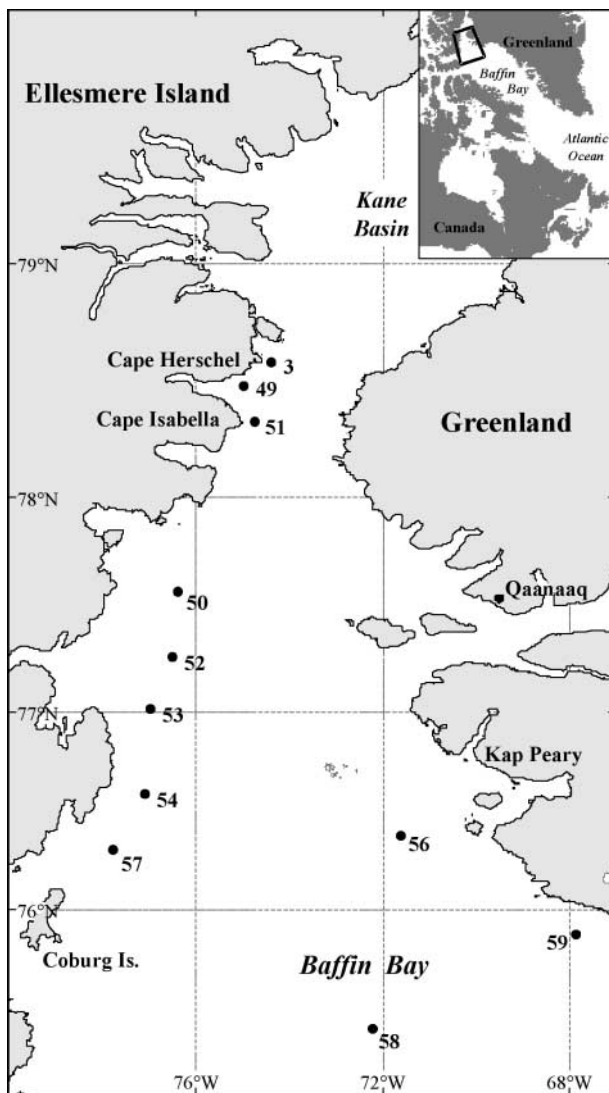 Greenland
Baffin
Bay
Atlantic
Ocean
Canada
Ellesmere Island
Kane
Basin
79°N
Cape Herschel
3
49
Cape Isabella
51
Greenland
78°N
50
Qaanaaq
52
77°N
53
Kap Peary
54
56
57
76°N
59
Coburg Is.
Baffin Bay
58
76°W
72°W
68°W